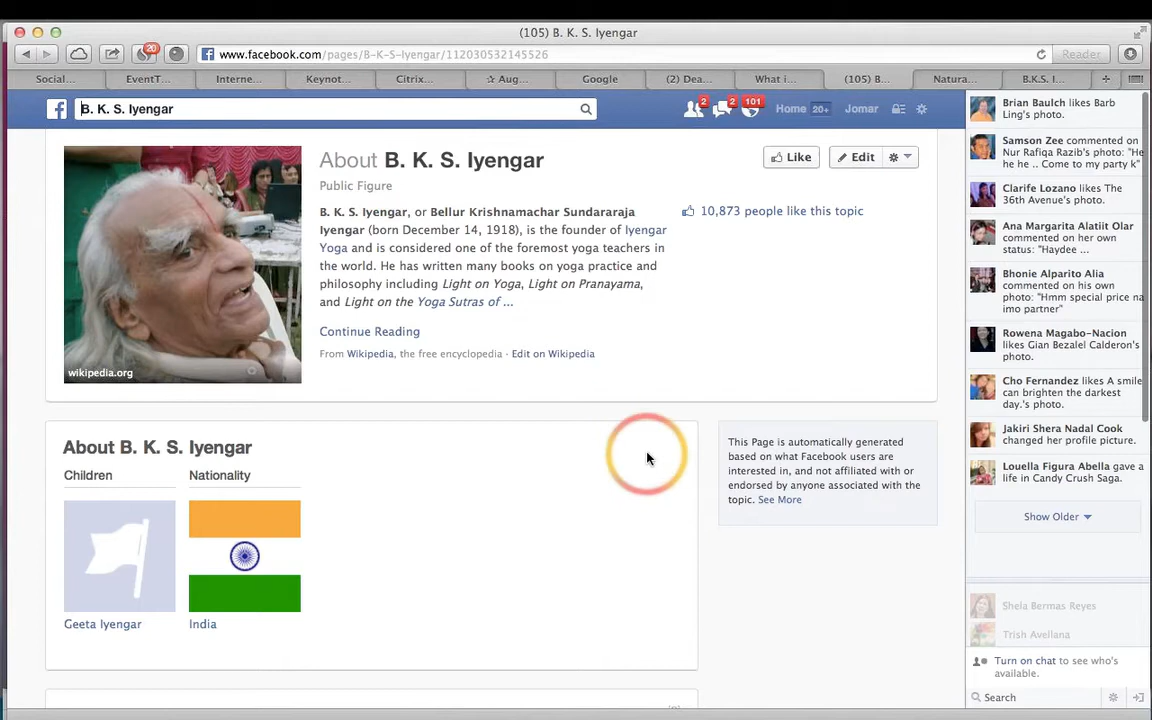 (105) B. K. S. Iyengar
20
www.facebook.com/pages/B-K-S-Iyengar/112030532145526
Reader
Social...
EventT...
Interne...
Keynot...
Citrix...
☆ Aug...
Google
(2) Dea...
What i...
(105) B...
Natura...
B.K.S. I...
B. K. S. Iyengar
2
2
101
Home 20+
Jomar
About B. K. S. Iyengar
Public Figure
Like
Edit
B. K. S. Iyengar, or Bellur Krishnamachar Sundararaja
Iyengar (born December 14, 1918), is the founder of Iyengar
Yoga and is considered one of the foremost yoga teachers in
the world. He has written many books on yoga practice and
philosophy including Light on Yoga, Light on Pranayama,
and Light on the Yoga Sutras of ...
Continue Reading
From Wikipedia, the free encyclopedia · Edit on Wikipedia
wikipedia.org
10,873 people like this topic
About B. K. S. Iyengar
Children
Nationality
Geeta Iyengar
India
This Page is automatically generated
based on what Facebook users are
interested in, and not affiliated with or
endorsed by anyone associated with the
topic. See More
Brian Baulch likes Barb
Ling's photo.
Samson Zee commented on
Nur Rafiqa Razib's photo: "He
he he .. Come to my party k"
Clarife Lozano likes The
36th Avenue's photo.
Ana Margarita Alatiit Olar
commented on her own
status: "Haydee ...
Bhonie Alparito Alia
commented on his own
photo: "Hmm special price na
imo partner"
Rowena Magabo-Nacion
likes Gian Bezalel Calderon's
photo.
Cho Fernandez likes A smile
can brighten the darkest
day.'s photo.
Jakiri Shera Nadal Cook
changed her profile picture.
Louella Figura Abella gave a
life in Candy Crush Saga.
Show Older
Shela Bermas Reyes
Trish Avellana
Turn on chat to see who's
available.
Search